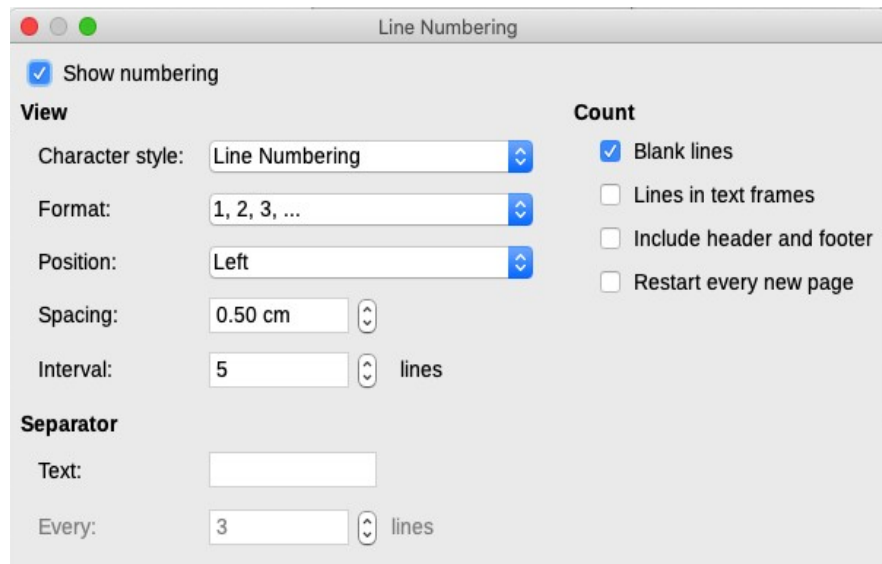 Line Numbering
Show numbering
View
Character style: Line Numbering
Format: 1, 2, 3, ...
Position: Left
Spacing: 0.50 cm
Interval: 5 lines
Separator
Text:
Every: 3 lines
Count
Blank lines
Lines in text frames
Include header and footer
Restart every new page